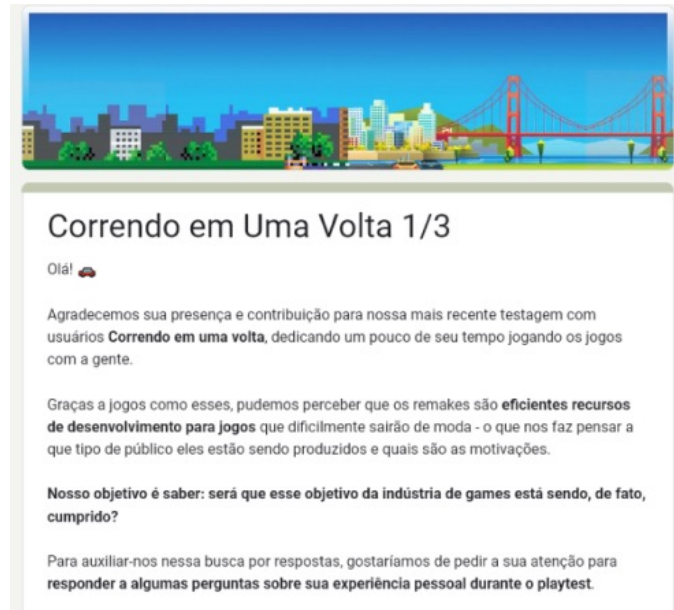 Correndo em Uma Volta 1/3
Olá! 🚗
Agradecemos sua presença e contribuição para nossa mais recente testagem com
usuários Correndo em uma volta, dedicando um pouco de seu tempo jogando os jogos
com a gente.
Graças a jogos como esses, pudemos perceber que os remakes são eficientes recursos
de desenvolvimento para jogos que dificilmente sairão de moda - o que nos faz pensar a
que tipo de público eles estão sendo produzidos e quais são as motivações.
Nosso objetivo é saber: será que esse objetivo da indústria de games está sendo, de fato,
cumprido?
Para auxiliar-nos nessa busca por respostas, gostaríamos de pedir a sua atenção para
responder a algumas perguntas sobre sua experiência pessoal durante o playtest.